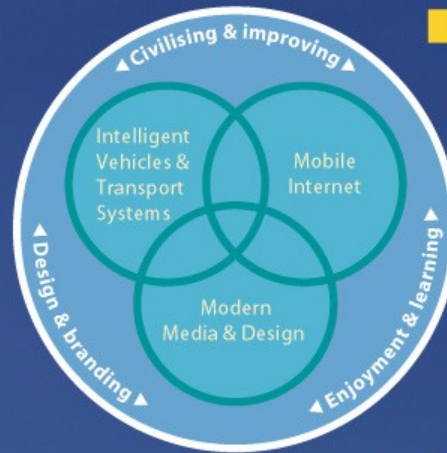 Civilising & improving
Intelligent
Vehicles &
Transport
Systems
Mobile
Internet
Modern
Media & Design
Design & branding
Enjoyment & learning